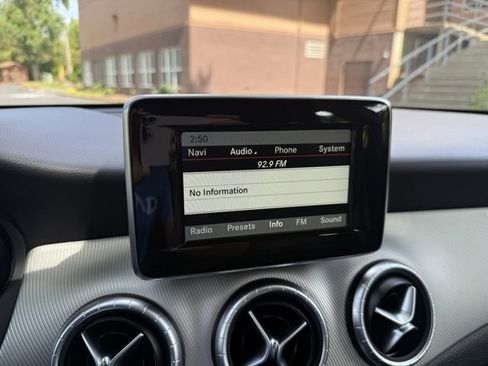 2:50
Navi Audio Phone System
92.9 FM
No Information
Radio Presets Info FM Sound